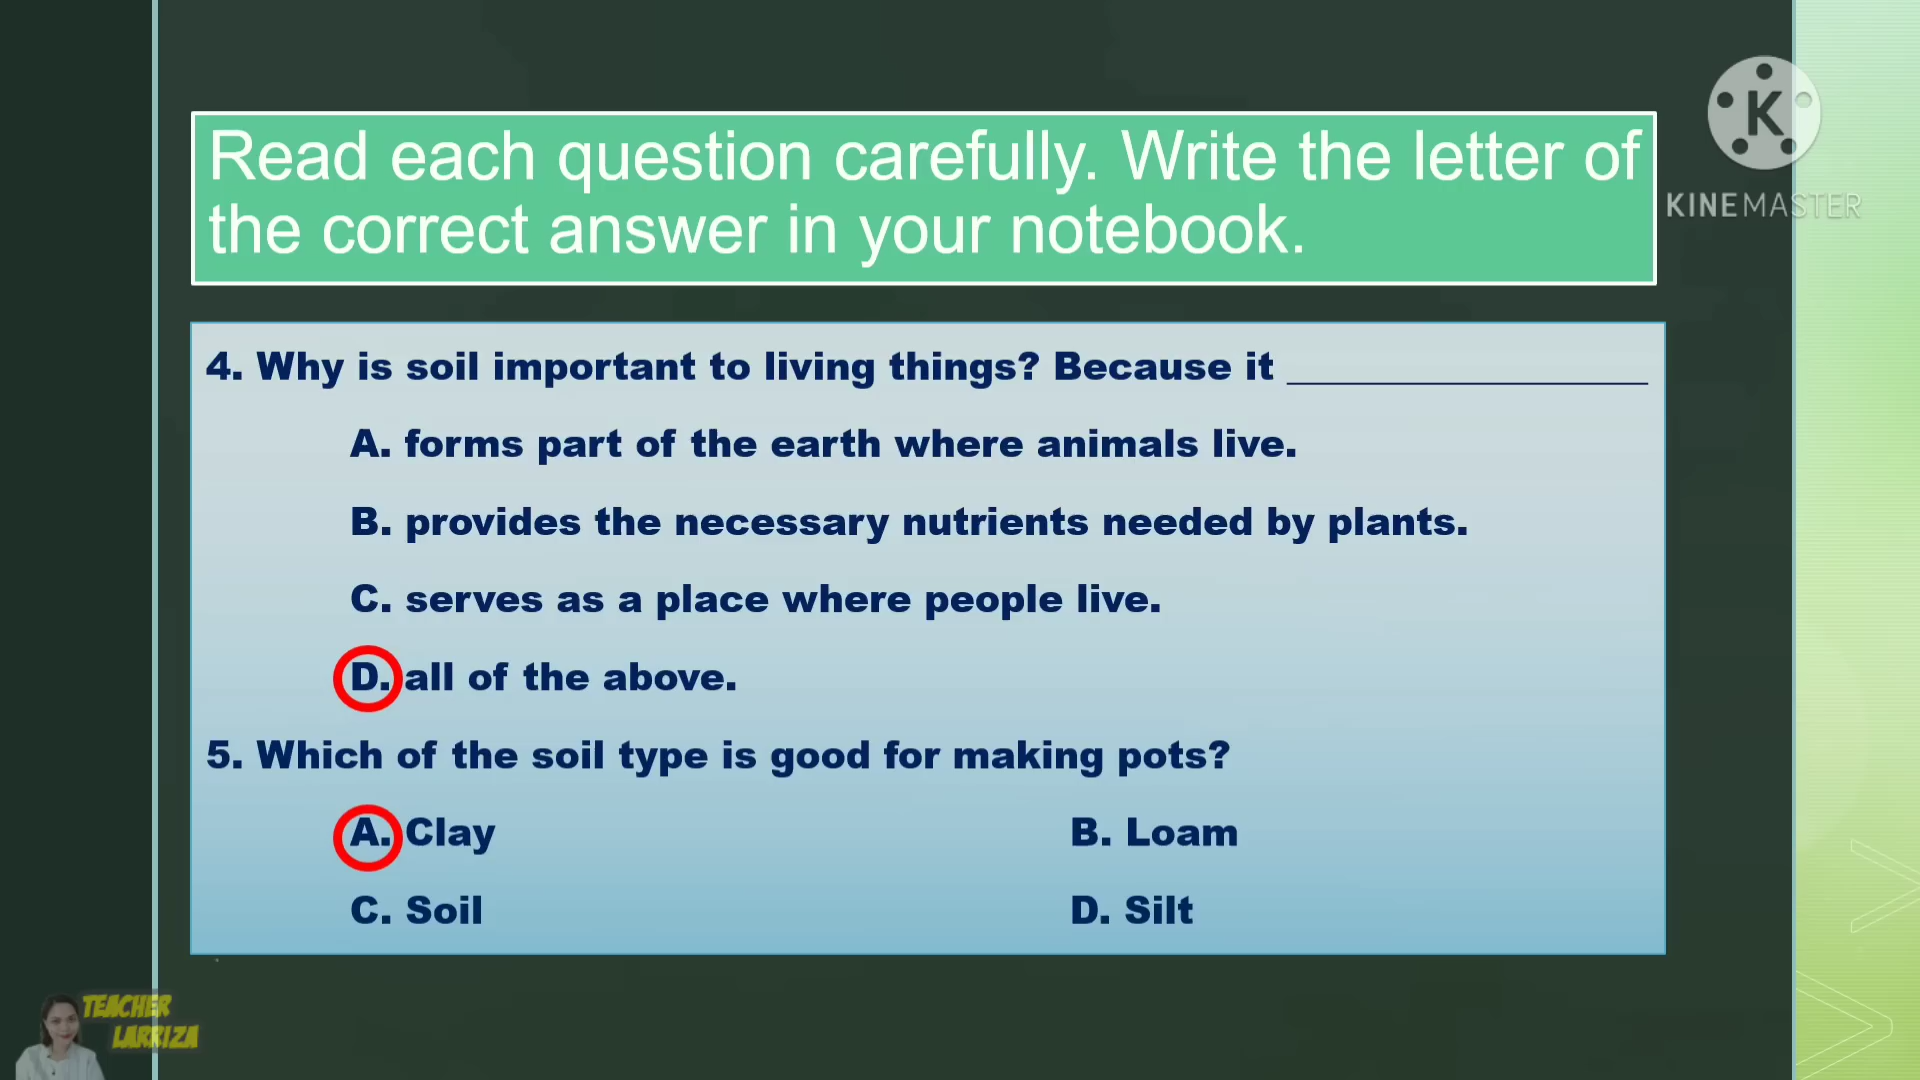 Read each question carefully. Write the letter of
the correct answer in your notebook.
K
KINEMASTER
4. Why is soil important to living things? Because it __________________
A. forms part of the earth where animals live.
B. provides the necessary nutrients needed by plants.
C. serves as a place where people live.
D. all of the above.
5. Which of the soil type is good for making pots?
A. Clay B. Loam
C. Soil D. Silt
TEACHER
LARRIZA